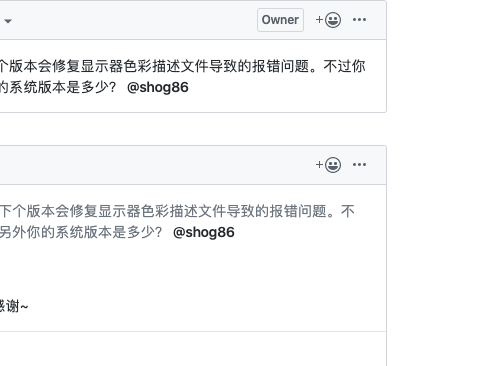 Owner
个版本会修复显示器色彩描述文件导致的报错问题。不过你
的系统版本是多少? @shog86
下个版本会修复显示器色彩描述文件导致的报错问题。不
另外你的系统版本是多少? @shog86
感谢~